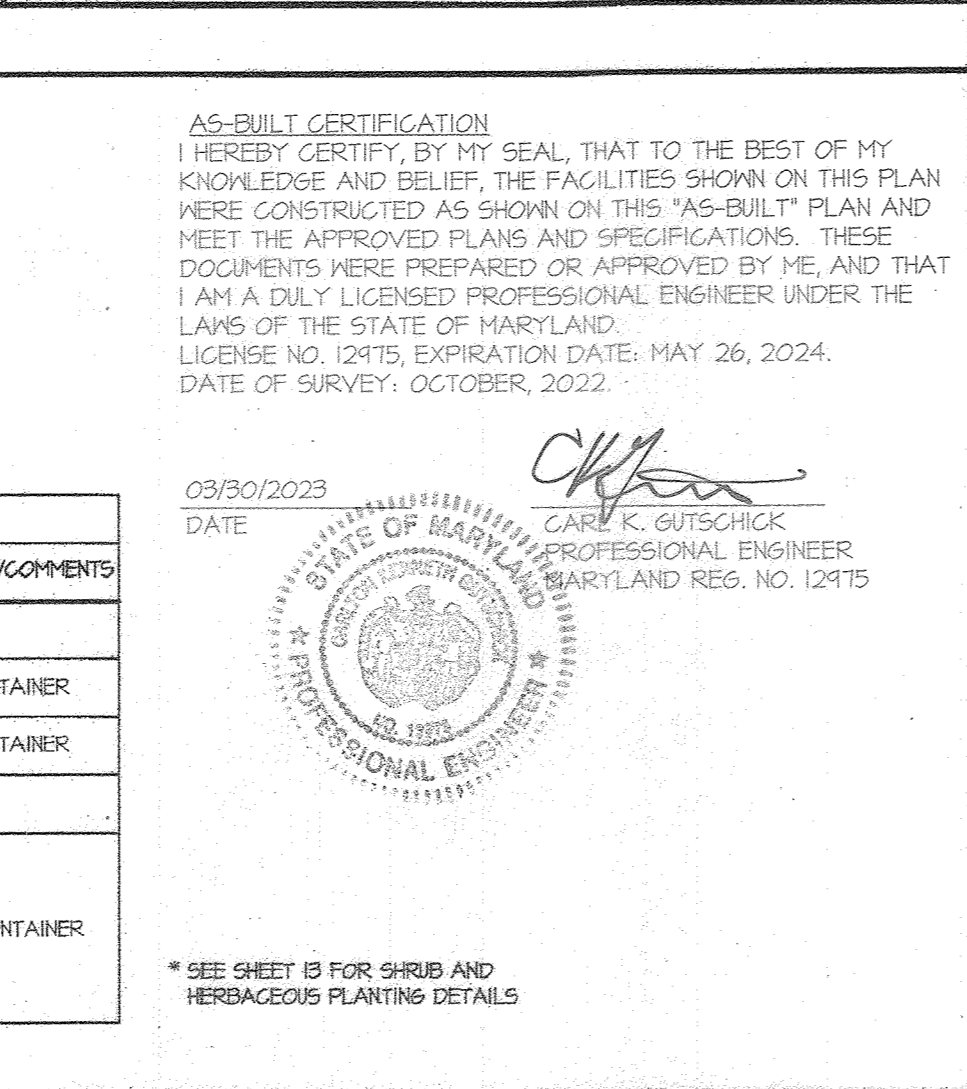 AS-BUILT CERTIFICATION
I HEREBY CERTIFY, BY MY SEAL, THAT TO THE BEST OF MY
KNOWLEDGE AND BELIEF, THE FACILITIES SHOWN ON THIS PLAN
WERE CONSTRUCTED AS SHOWN ON THIS "AS-BUILT" PLAN AND
MEET THE APPROVED PLANS AND SPECIFICATIONS. THESE
DOCUMENTS WERE PREPARED OR APPROVED BY ME, AND THAT
I AM A DULY LICENSED PROFESSIONAL ENGINEER UNDER THE
LAWS OF THE STATE OF MARYLAND.
LICENSE NO. 12975, EXPIRATION DATE: MAY 26, 2024.
DATE OF SURVEY: OCTOBER, 2022.
03/30/2023
DATE
CARL K. GUTSCHICK
PROFESSIONAL ENGINEER
MARYLAND REG. NO. 12975
STATE OF MARYLAND
CARLTON KENNETH GUTSCHICK
NO. 12975
* PROFESSIONAL ENGINEER *
/COMMENTS
TAINER
TAINER
NTAINER
* SEE SHEET 13 FOR SHRUB AND
HERBACEOUS PLANTING DETAILS